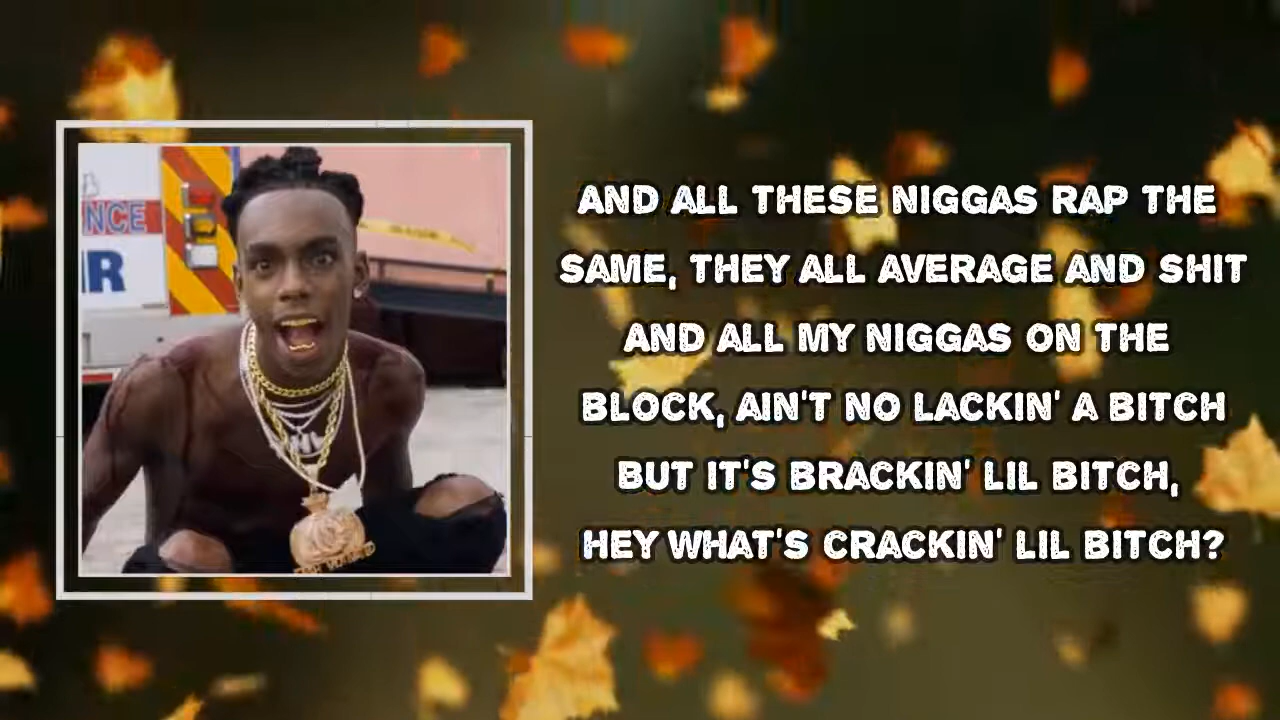 NCE
R
AND ALL THESE NIGGAS RAP THE
SAME, THEY ALL AVERAGE AND SHIT
AND ALL MY NIGGAS ON THE
BLOCK, AIN'T NO LACKIN' A BITCH
BUT IT'S BRACKIN' LIL BITCH,
HEY WHAT'S CRACKIN' LIL BITCH?